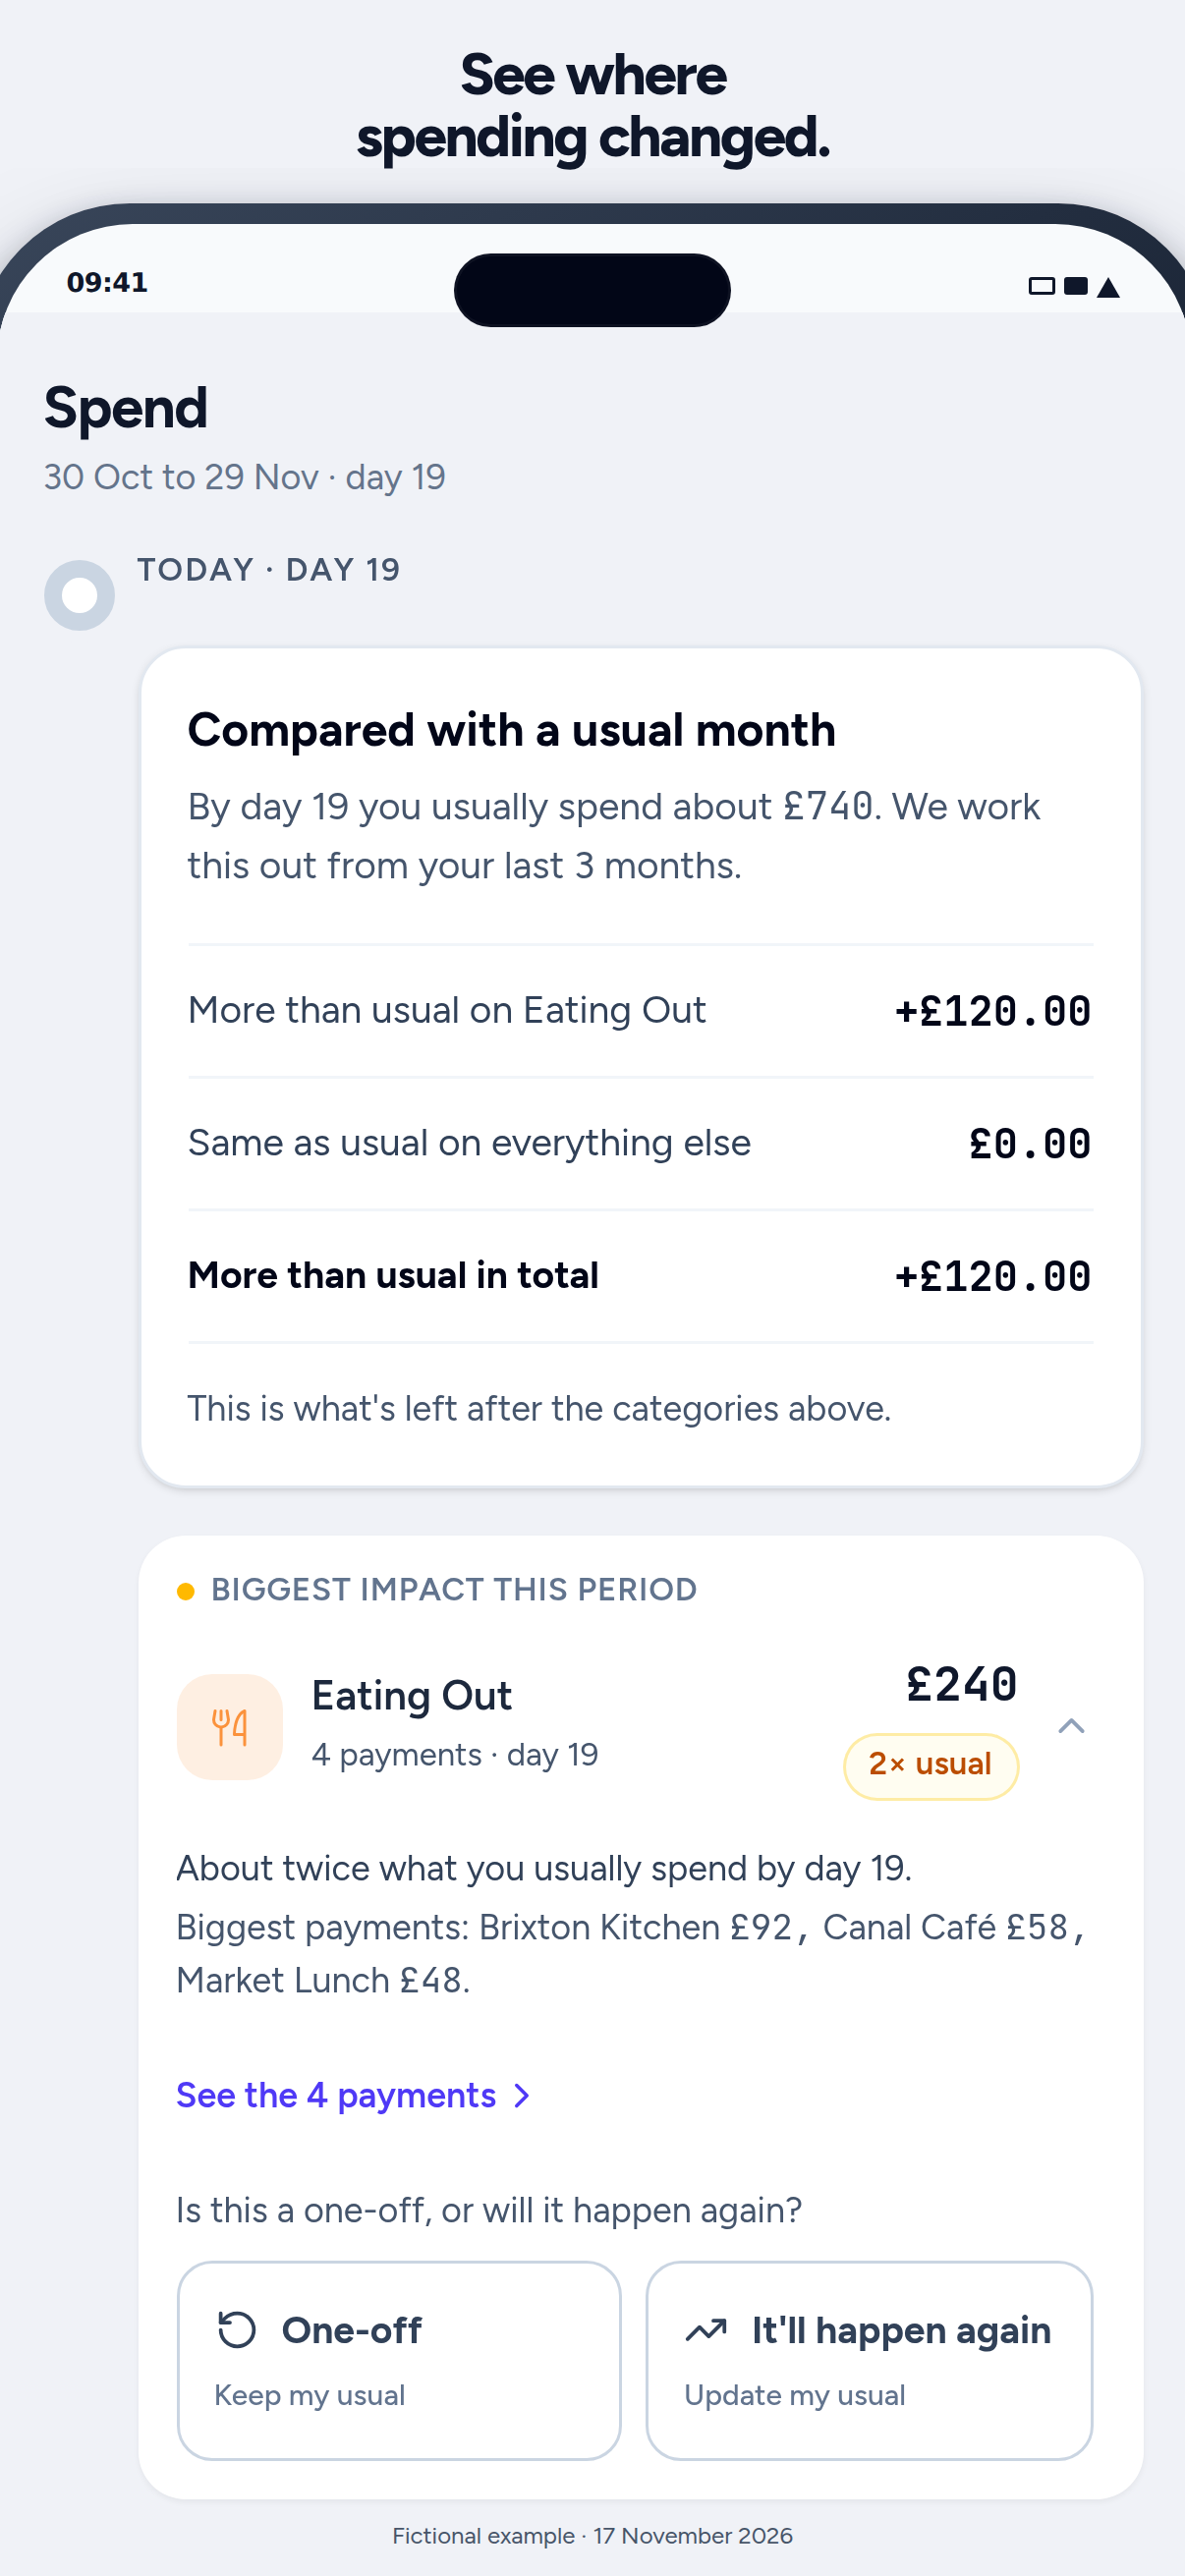 See where
spending changed.
09:41
Spend
30 Oct to 29 Nov · day 19
TODAY · DAY 19
Compared with a usual month
By day 19 you usually spend about £740. We work
this out from your last 3 months.
More than usual on Eating Out +£120.00
Same as usual on everything else £0.00
More than usual in total +£120.00
This is what's left after the categories above.
BIGGEST IMPACT THIS PERIOD
Eating Out £240
4 payments · day 19 2× usual
About twice what you usually spend by day 19.
Biggest payments: Brixton Kitchen £92, Canal Café £58,
Market Lunch £48.
See the 4 payments
Is this a one-off, or will it happen again?
One-off It'll happen again
Keep my usual Update my usual
Fictional example · 17 November 2026